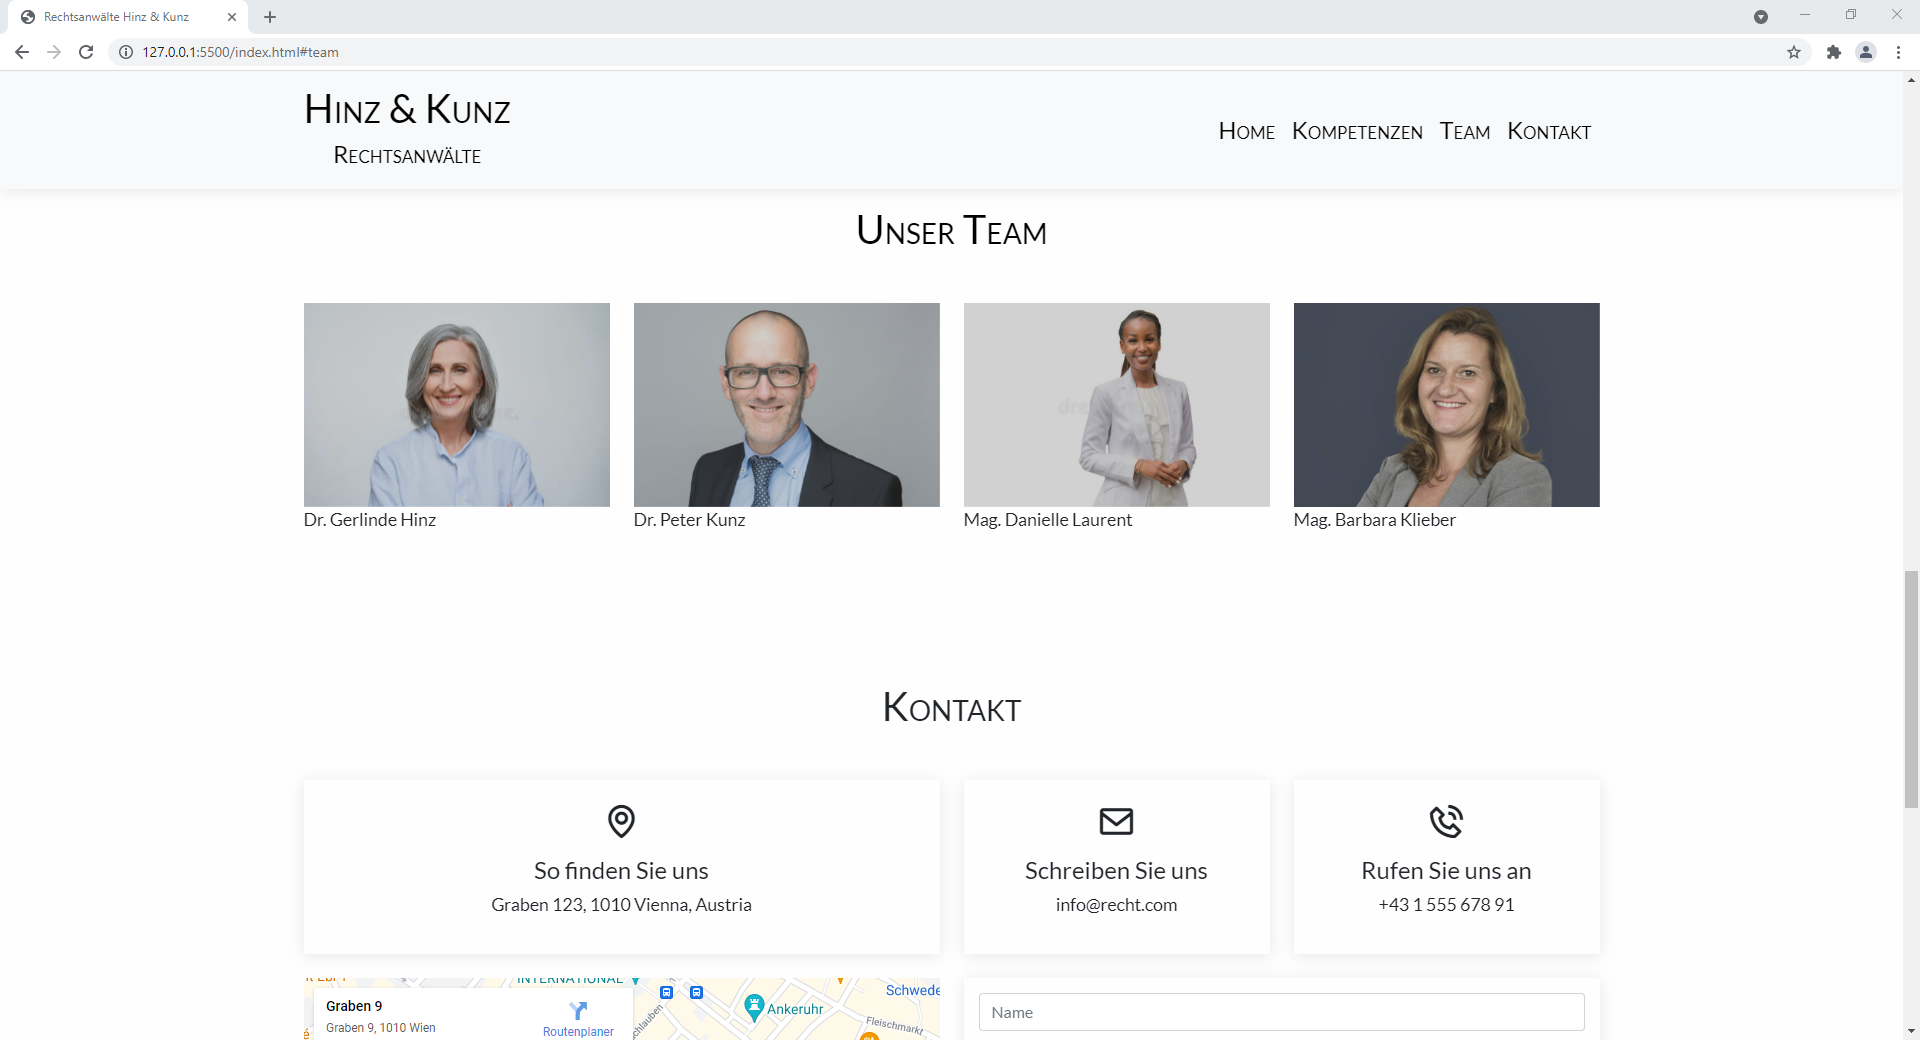 Rechtsanwälte Hinz & Kunz
127.0.0.1:5500/index.html#team
Hinz & Kunz
Rechtsanwälte
Home Kompetenzen Team Kontakt
Unser Team
Dr. Gerlinde Hinz
Dr. Peter Kunz
Mag. Danielle Laurent
Mag. Barbara Klieber
Kontakt
So finden Sie uns
Graben 123, 1010 Vienna, Austria
Schreiben Sie uns
info@recht.com
Rufen Sie uns an
+43 1 555 678 91
INTERNATIONAL
Graben 9
Graben 9, 1010 Wien
Routenplaner
Schwede
Ankeruhr
Fleischmarkt
Name